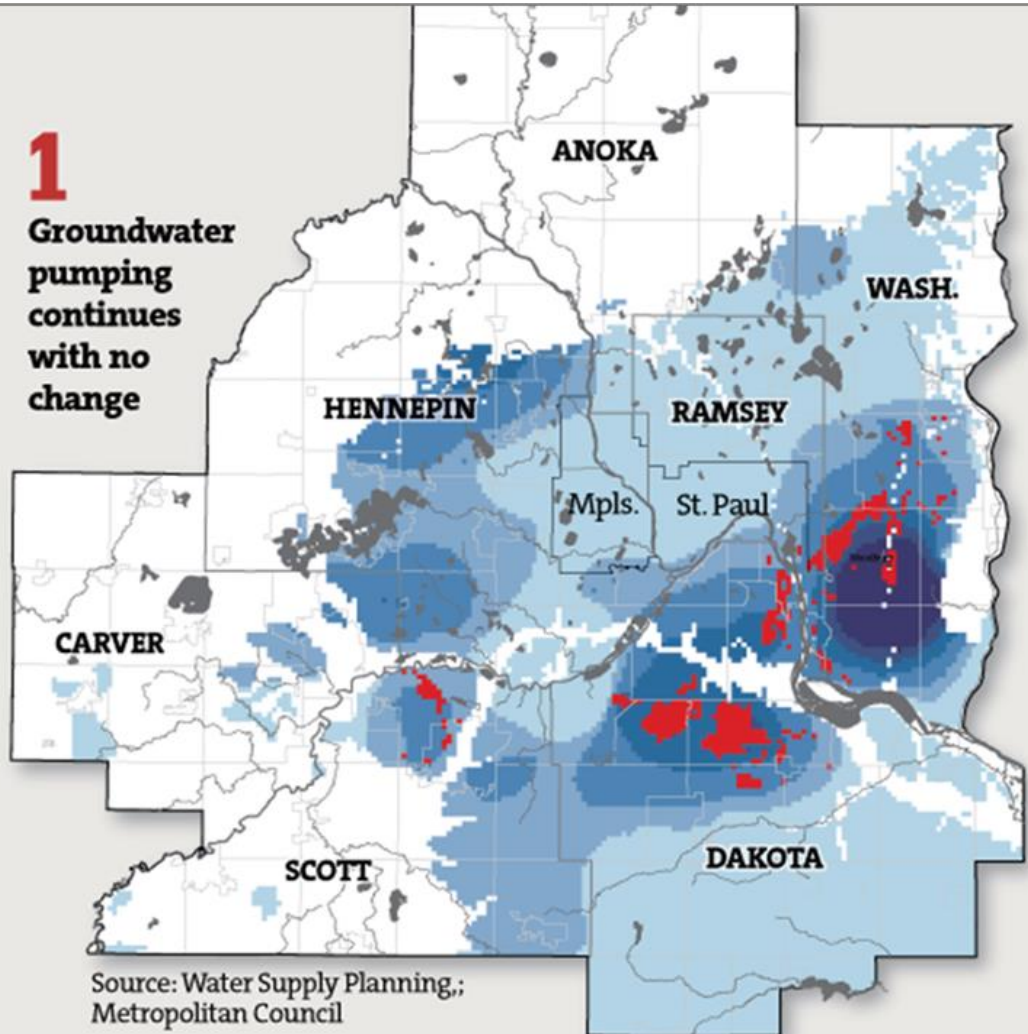 1
Groundwater
pumping
continues
with no
change
ANOKA
WASH.
HENNEPIN
RAMSEY
Mpls.
St. Paul
CARVER
SCOTT
DAKOTA
Source: Water Supply Planning,;
Metropolitan Council